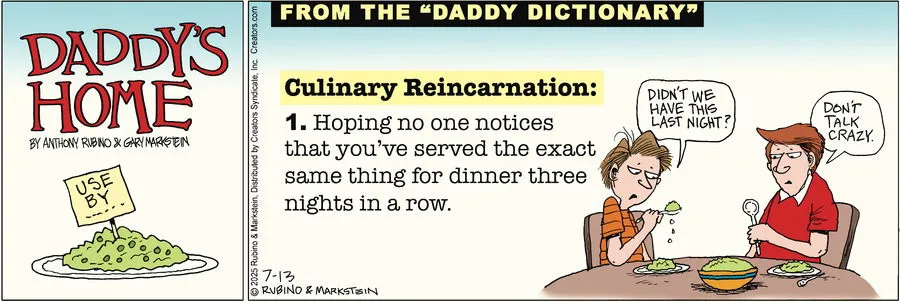 DADDY'S
HOME
BY ANTHONY RUBINO & GARY MARKSTEIN
USE
BY
© 2025 Rubino & Markstein, Distributed by Creators Syndicate, Inc. Creators.com
FROM THE “DADDY DICTIONARY”
Culinary Reincarnation:
1. Hoping no one notices
that you’ve served the exact
same thing for dinner three
nights in a row.
7-13
RUBINO & MARKSTEIN
DIDN'T WE
HAVE THIS
LAST NIGHT?
DON'T
TALK
CRAZY.